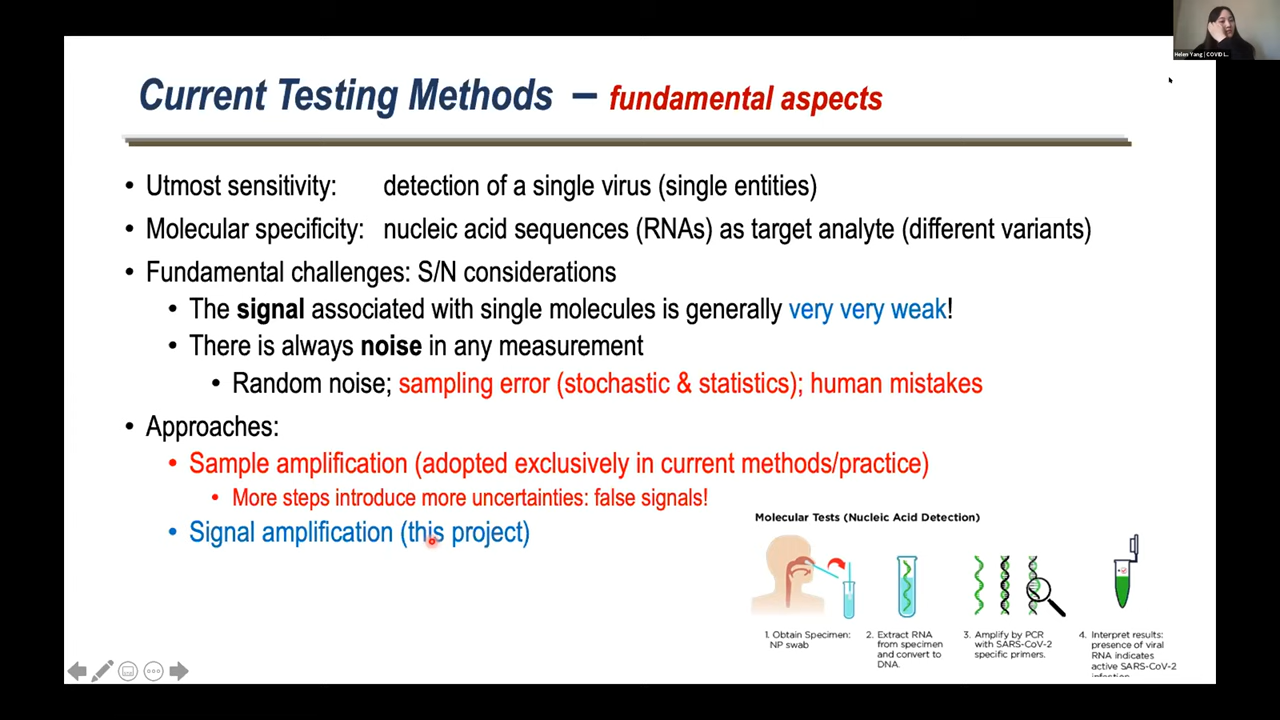 Helen Yang | COVID L...
Current Testing Methods – fundamental aspects
• Utmost sensitivity: detection of a single virus (single entities)
• Molecular specificity: nucleic acid sequences (RNAs) as target analyte (different variants)
• Fundamental challenges: S/N considerations
• The signal associated with single molecules is generally very very weak!
• There is always noise in any measurement
• Random noise; sampling error (stochastic & statistics); human mistakes
• Approaches:
• Sample amplification (adopted exclusively in current methods/practice)
• More steps introduce more uncertainties: false signals!
• Signal amplification (this project)
Molecular Tests (Nucleic Acid Detection)
1. Obtain Specimen:
NP swab
2. Extract RNA
from specimen
and convert to
DNA.
3. Amplify by PCR
with SARS-CoV-2
specific primers.
4. Interpret results:
presence of viral
RNA indicates
active SARS-CoV-2
infection